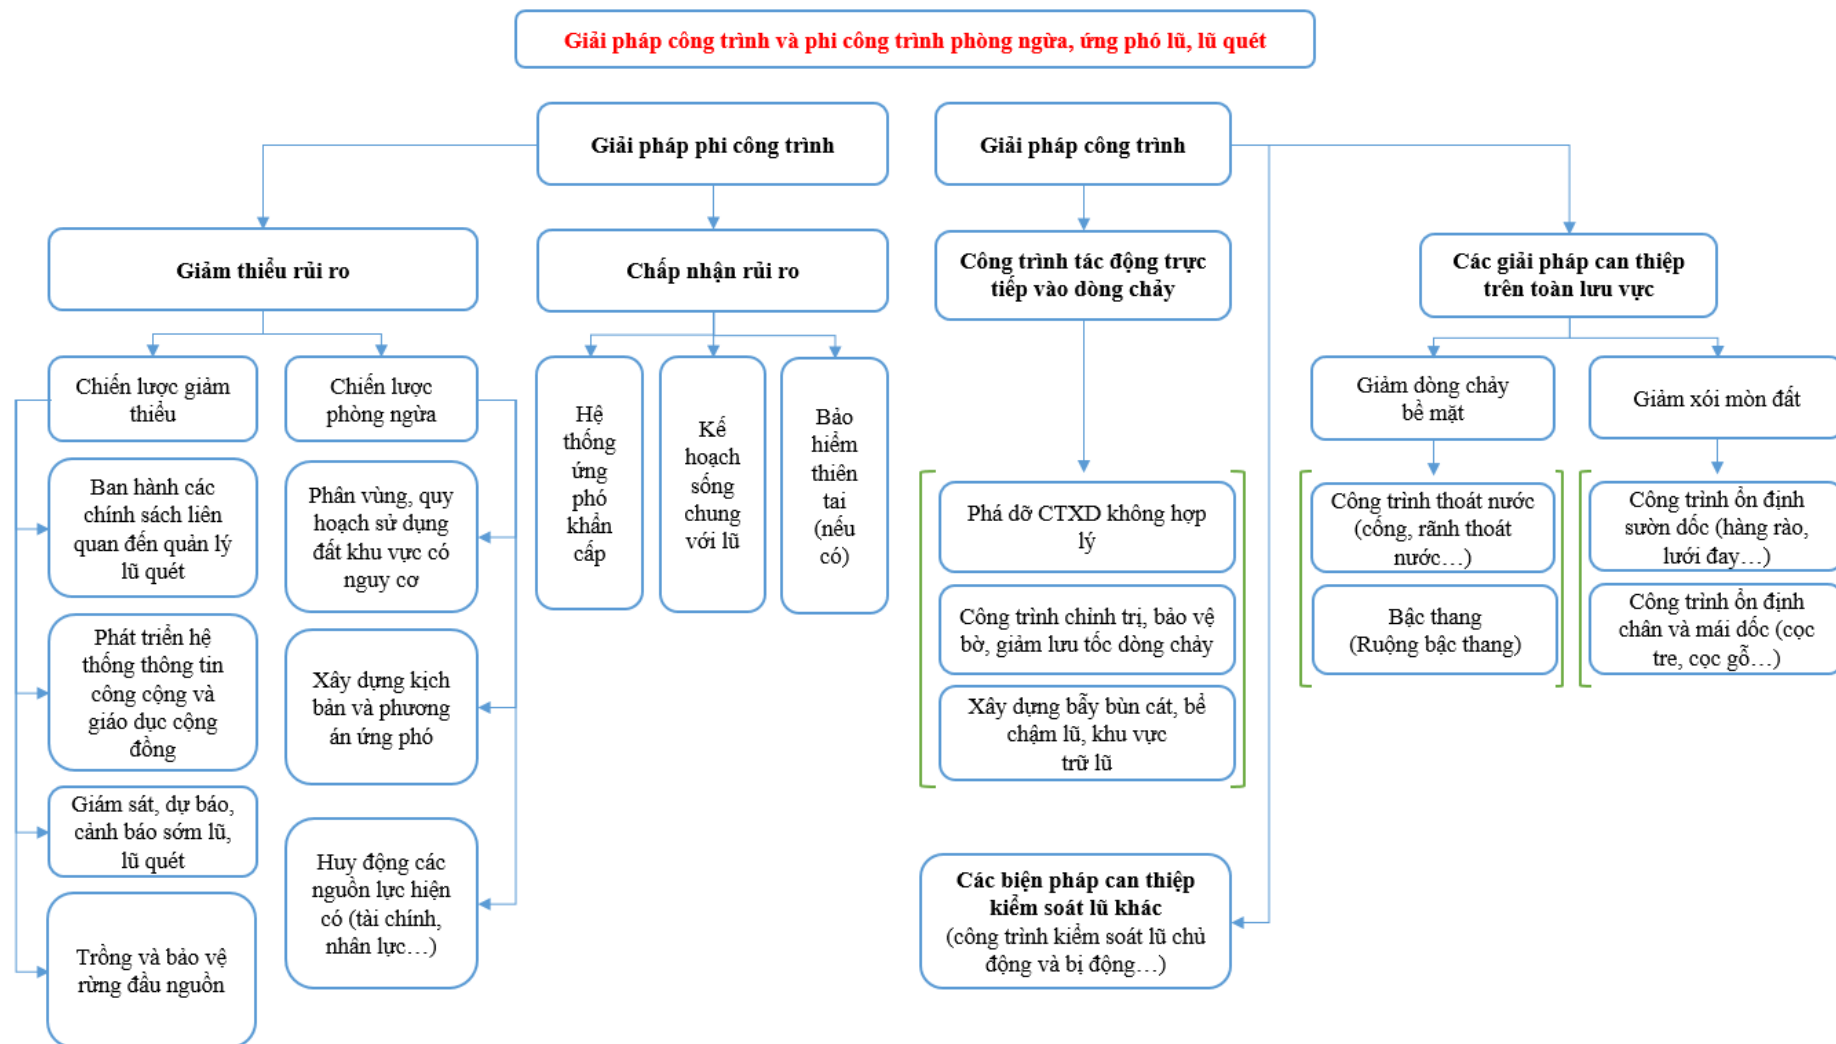 Giải pháp công trình và phi công trình phòng ngừa, ứng phó lũ, lũ quét
Giải pháp phi công trình
Giải pháp công trình
Giảm thiểu rủi ro
Chấp nhận rủi ro
Công trình tác động trực
tiếp vào dòng chảy
Các giải pháp can thiệp
trên toàn lưu vực
Chiến lược giảm
thiểu
Chiến lược
phòng ngừa
Hệ
thống
ứng
phó
khẩn
cấp
Kế
hoạch
sống
chung
với lũ
Bảo
hiểm
thiên
tai
(nếu
có)
Giảm dòng chảy
bề mặt
Giảm xói mòn đất
Ban hành các
chính sách liên
quan đến quản lý
lũ quét
Phân vùng, quy
hoạch sử dụng
đất khu vực có
nguy cơ
Phá dỡ CTXD không hợp
lý
Công trình thoát nước
(cống, rãnh thoát
nước…)
Công trình ổn định
sườn dốc (hàng rào,
lưới đay…)
Phát triển hệ
thống thông tin
công cộng và
giáo dục cộng
đồng
Xây dựng kịch
bản và phương
án ứng phó
Công trình chỉnh trị, bảo vệ
bờ, giảm lưu tốc dòng chảy
Bậc thang
(Ruộng bậc thang)
Công trình ổn định
chân và mái dốc (cọc
tre, cọc gỗ…)
Xây dựng bẫy bùn cát, bể
chậm lũ, khu vực
trữ lũ
Giám sát, dự báo,
cảnh báo sớm lũ,
lũ quét
Huy động các
nguồn lực hiện
có (tài chính,
nhân lực…)
Các biện pháp can thiệp
kiểm soát lũ khác
(công trình kiểm soát lũ chủ
động và bị động…)
Trồng và bảo vệ
rừng đầu nguồn